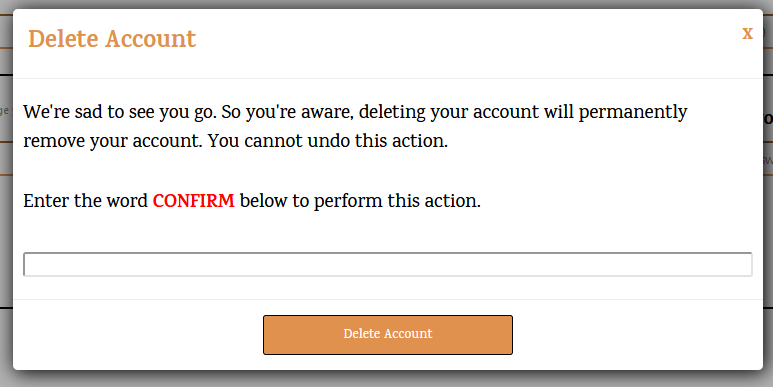 Delete Account
x
We're sad to see you go. So you're aware, deleting your account will permanently
remove your account. You cannot undo this action.
Enter the word CONFIRM below to perform this action.
Delete Account